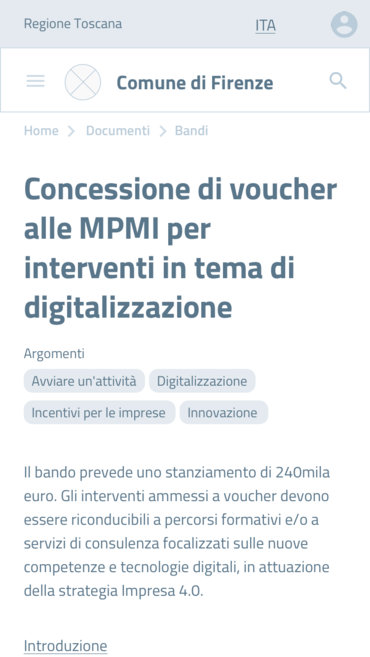 Regione Toscana ITA
Comune di Firenze
Home Documenti Bandi
Concessione di voucher
alle MPMI per
interventi in tema di
digitalizzazione
Argomenti
Avviare un'attività Digitalizzazione
Incentivi per le imprese Innovazione
Il bando prevede uno stanziamento di 240mila
euro. Gli interventi ammessi a voucher devono
essere riconducibili a percorsi formativi e/o a
servizi di consulenza focalizzati sulle nuove
competenze e tecnologie digitali, in attuazione
della strategia Impresa 4.0.
Introduzione